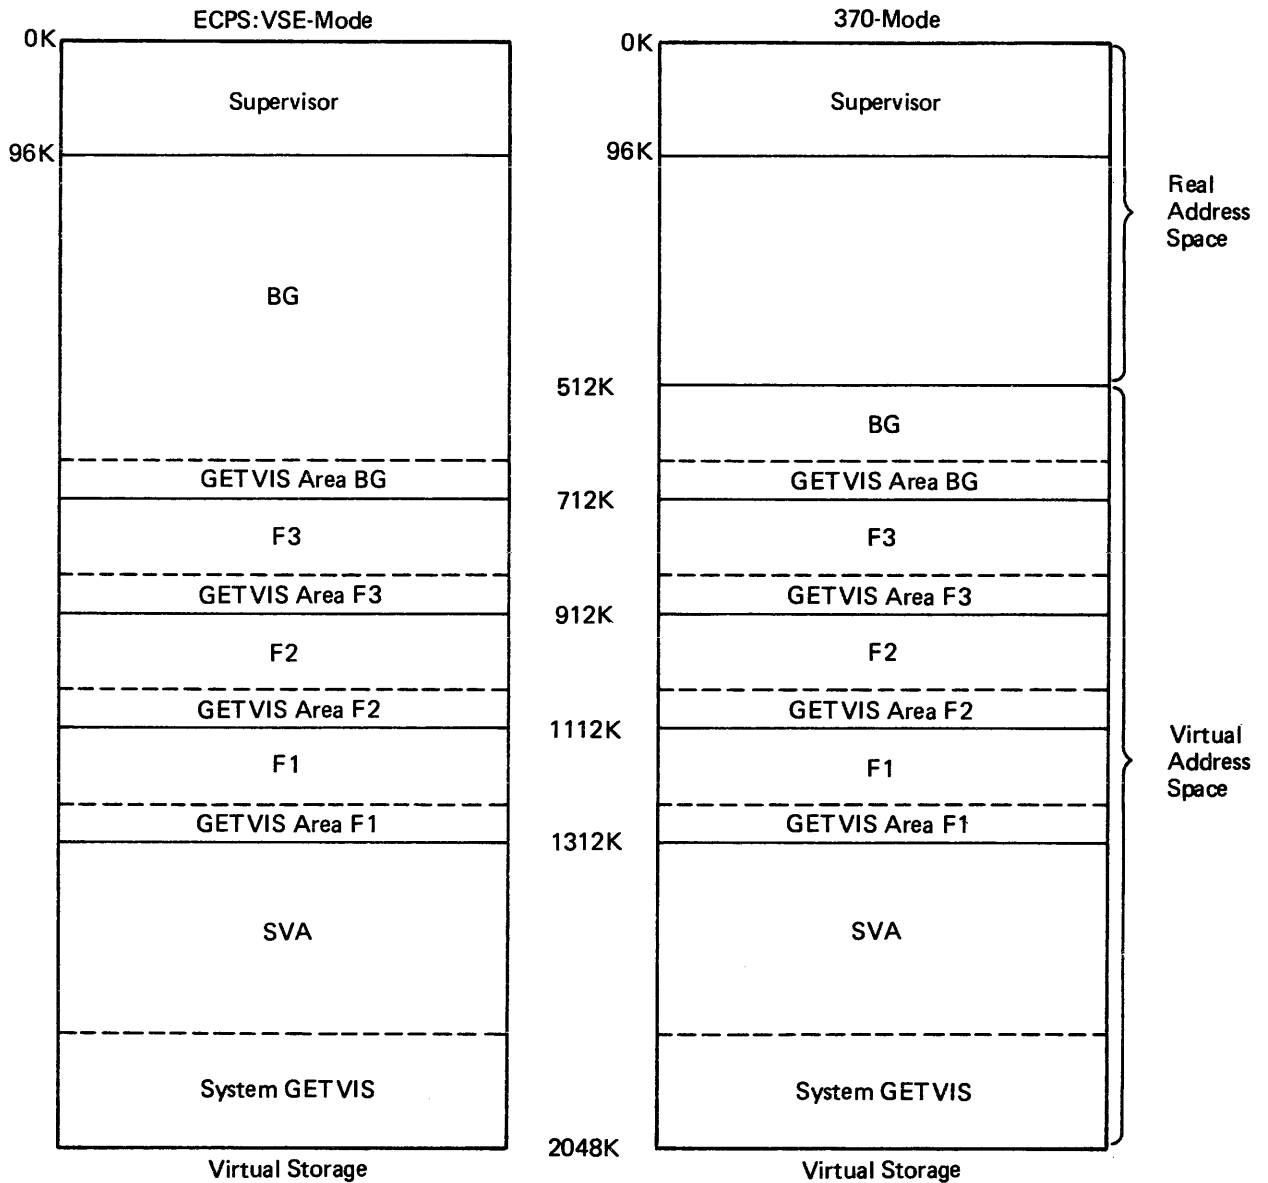 ECPS:VSE-Mode
370-Mode
0K
0K
Supervisor
Supervisor
96K
96K
Real
Address
Space
BG
512K
BG
GETVIS Area BG
GETVIS Area BG
712K
F3
F3
GETVIS Area F3
GETVIS Area F3
912K
F2
F2
GETVIS Area F2
GETVIS Area F2
1112K
Virtual
Address
Space
F1
F1
GETVIS Area F1
GETVIS Area F1
1312K
SVA
SVA
System GETVIS
System GETVIS
2048K
Virtual Storage
Virtual Storage